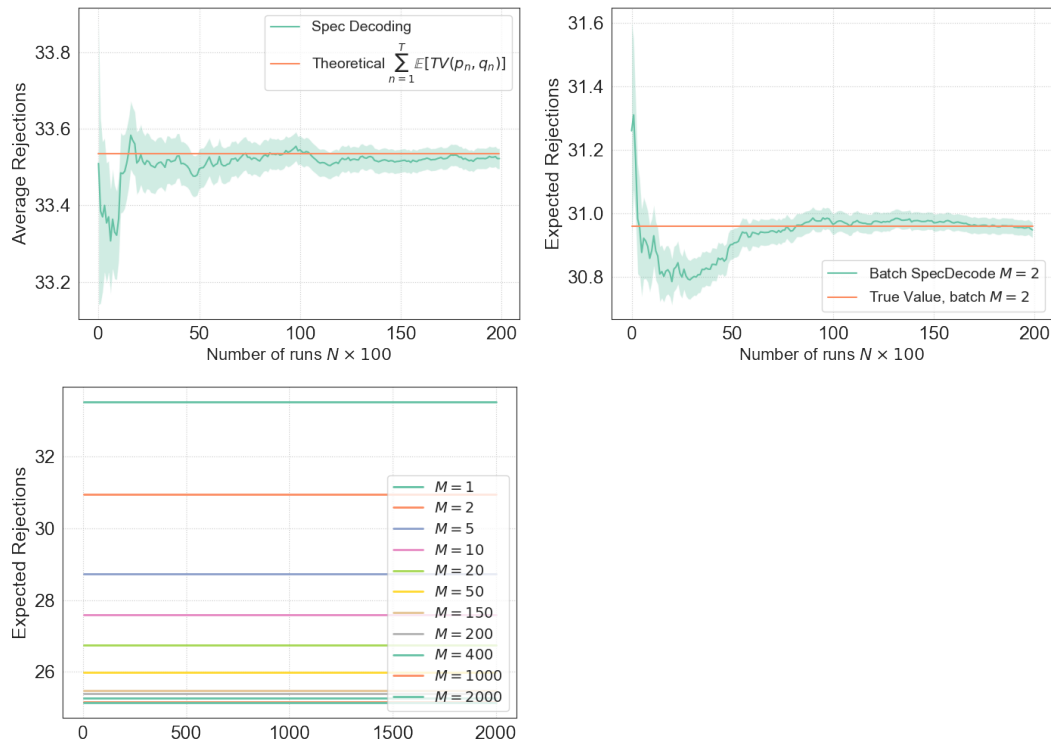 Average Rejections
33.8
33.6
33.4
33.2
0
50
100
150
200
Number of runs N × 100
Spec Decoding
Theoretical ∑_{n=1}^{T} 𝔼[TV(p_n, q_n)]
Expected Rejections
31.6
31.4
31.2
31.0
30.8
0
50
100
150
200
Number of runs N × 100
Batch SpecDecode M = 2
True Value, batch M = 2
Expected Rejections
32
30
28
26
0
500
1000
1500
2000
M = 1
M = 2
M = 5
M = 10
M = 20
M = 50
M = 150
M = 200
M = 400
M = 1000
M = 2000